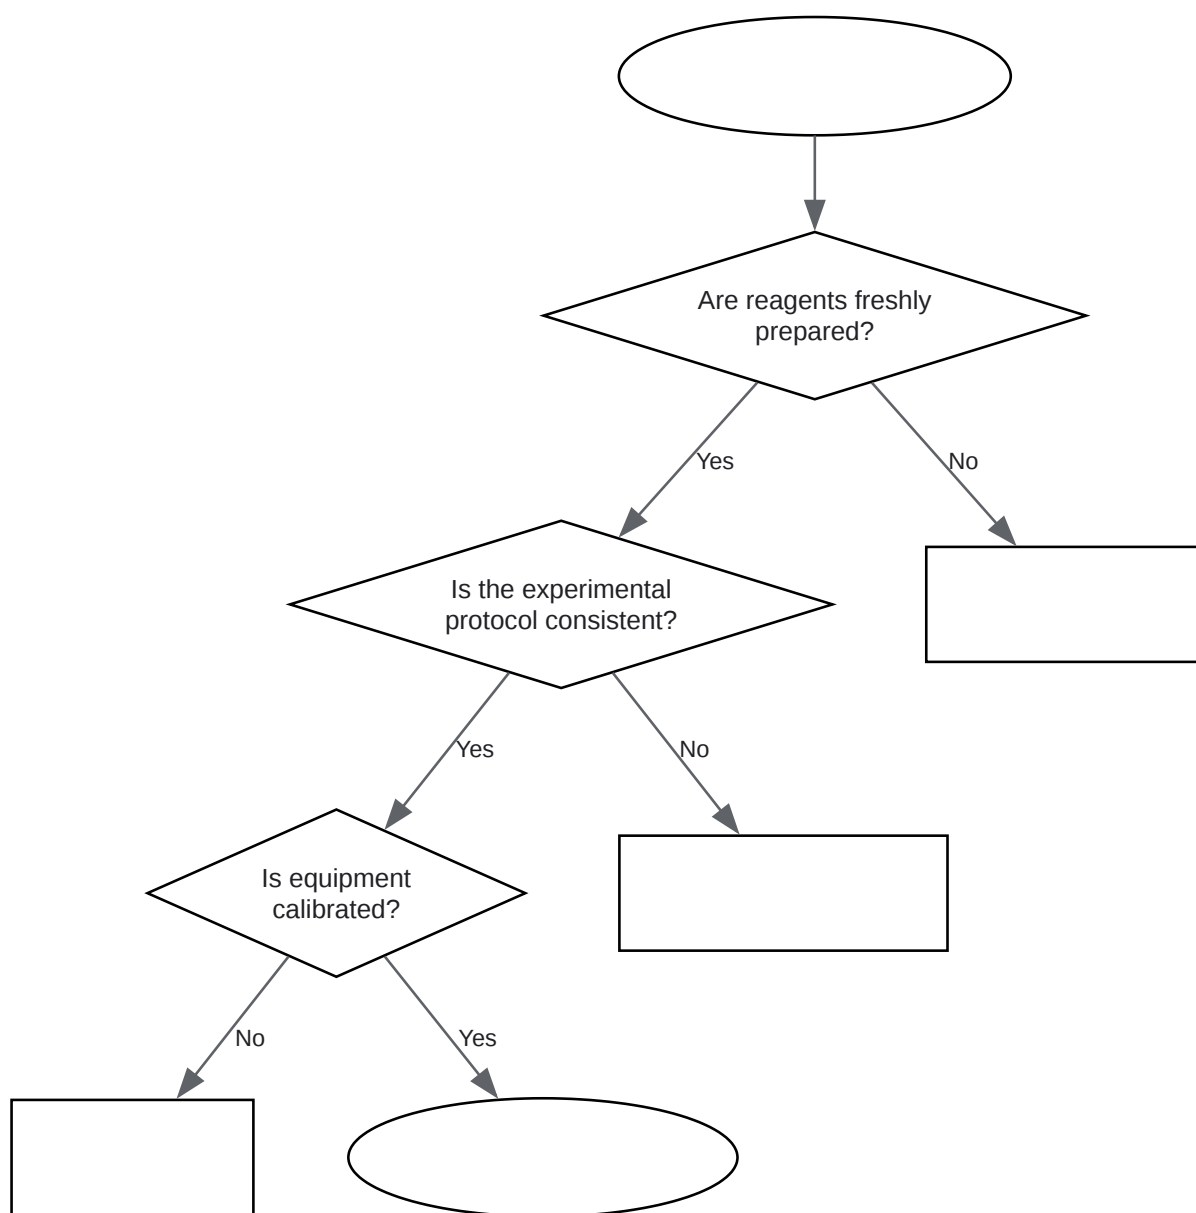 Are reagents freshly
prepared?
Yes
No
Is the experimental
protocol consistent?
Yes
No
Is equipment
calibrated?
No
Yes